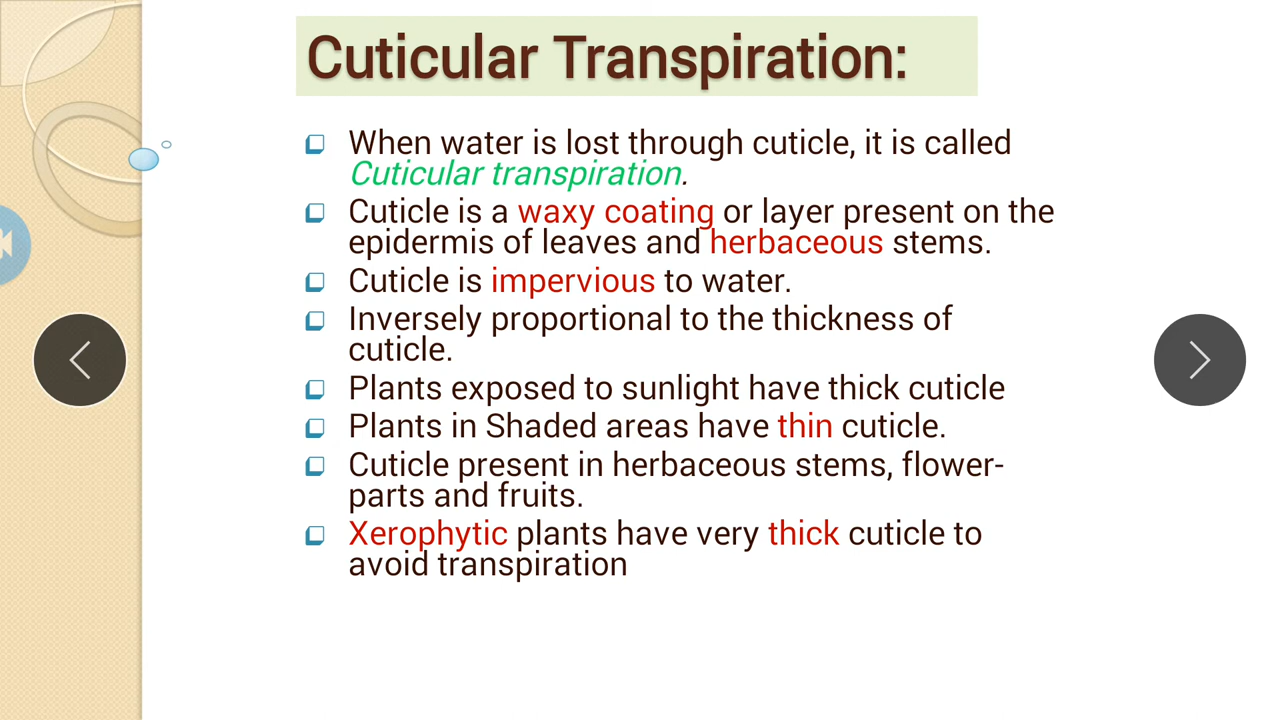 Cuticular Transpiration:
When water is lost through cuticle, it is called
Cuticular transpiration.
Cuticle is a waxy coating or layer present on the
epidermis of leaves and herbaceous stems.
Cuticle is impervious to water.
Inversely proportional to the thickness of
cuticle.
Plants exposed to sunlight have thick cuticle
Plants in Shaded areas have thin cuticle.
Cuticle present in herbaceous stems, flower-
parts and fruits.
Xerophytic plants have very thick cuticle to
avoid transpiration